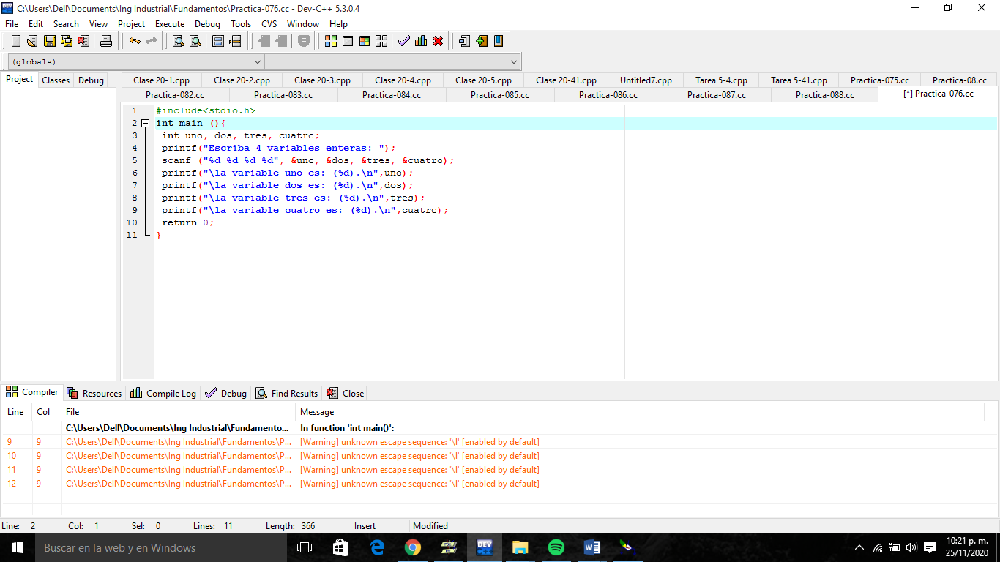 C:\Users\Dell\Documents\Ing Industrial\Fundamentos\Practica-076.cc - Dev-C++ 5.3.0.4
File Edit Search View Project Execute Debug Tools CVS Window Help
(globals)
Project Classes Debug
Clase 20-1.cpp Clase 20-2.cpp Clase 20-3.cpp Clase 20-4.cpp Clase 20-5.cpp Clase 20-41.cpp Untitled7.cpp Tarea 5-4.cpp Tarea 5-41.cpp Practica-075.cc Practica-08.cc
Practica-082.cc Practica-083.cc Practica-084.cc Practica-085.cc Practica-086.cc Practica-087.cc Practica-088.cc [*] Practica-076.cc
1 #include<stdio.h>
2 int main (){
3 int uno, dos, tres, cuatro;
4 printf("Escriba 4 variables enteras: ");
5 scanf ("%d %d %d %d", &uno, &dos, &tres, &cuatro);
6 printf("\la variable uno es: (%d).\n",uno);
7 printf("\la variable dos es: (%d).\n",dos);
8 printf("\la variable tres es: (%d).\n",tres);
9 printf("\la variable cuatro es: (%d).\n",cuatro);
10 return 0;
11 }
Compiler Resources Compile Log Debug Find Results Close
Line Col File Message
C:\Users\Dell\Documents\Ing Industrial\Fundamento... In function 'int main()':
9 9 C:\Users\Dell\Documents\Ing Industrial\Fundamentos\P... [Warning] unknown escape sequence: '\l' [enabled by default]
10 9 C:\Users\Dell\Documents\Ing Industrial\Fundamentos\P... [Warning] unknown escape sequence: '\l' [enabled by default]
11 9 C:\Users\Dell\Documents\Ing Industrial\Fundamentos\P... [Warning] unknown escape sequence: '\l' [enabled by default]
12 9 C:\Users\Dell\Documents\Ing Industrial\Fundamentos\P... [Warning] unknown escape sequence: '\l' [enabled by default]
Line: 2 Col: 1 Sel: 0 Lines: 11 Length: 366 Insert Modified
Buscar en la web y en Windows
DEV
10:21 p. m.
25/11/2020